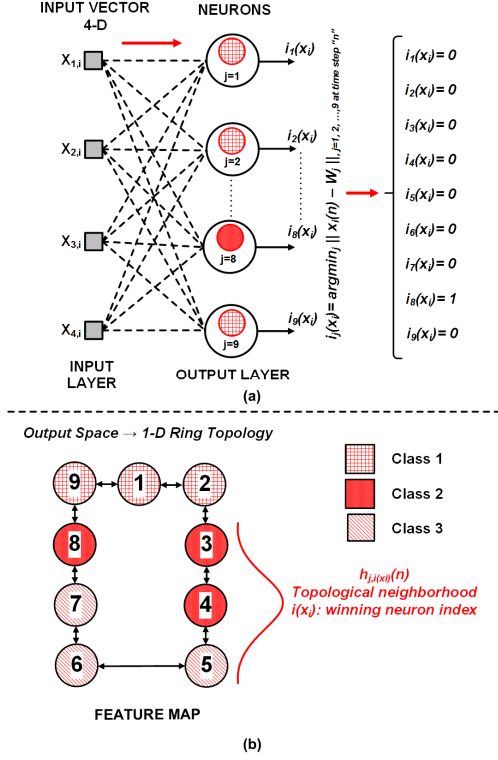 INPUT VECTOR
4-D
NEURONS
X1,i
X2,i
X3,i
X4,i
j=1
j=2
j=8
j=9
i1(xi)
i2(xi)
i8(xi)
i9(xi)
ij(xi)= argminj || xi(n) – Wj ||,j=1, 2, ...,9 at time step "n"
i1(xi)= 0
i2(xi)= 0
i3(xi)= 0
i4(xi)= 0
i5(xi)= 0
i6(xi)= 0
i7(xi)= 0
i8(xi)= 1
i9(xi)= 0
INPUT
LAYER
OUTPUT LAYER
(a)
Output Space → 1-D Ring Topology
9 1 2
8 3
7 4
6 5
Class 1
Class 2
Class 3
hj,i(xi)(n)
Topological neighborhood
i(xi): winning neuron index
FEATURE MAP
(b)